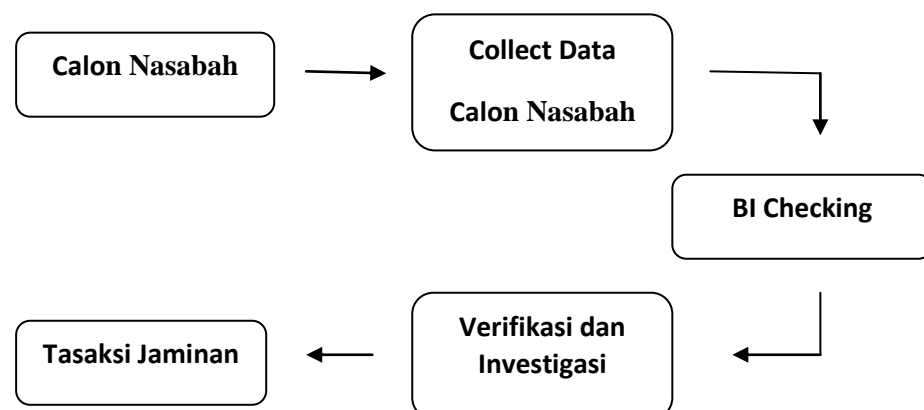 Calon Nasabah
Collect Data
Calon Nasabah
BI Checking
Verifikasi dan
Investigasi
Tasaksi Jaminan